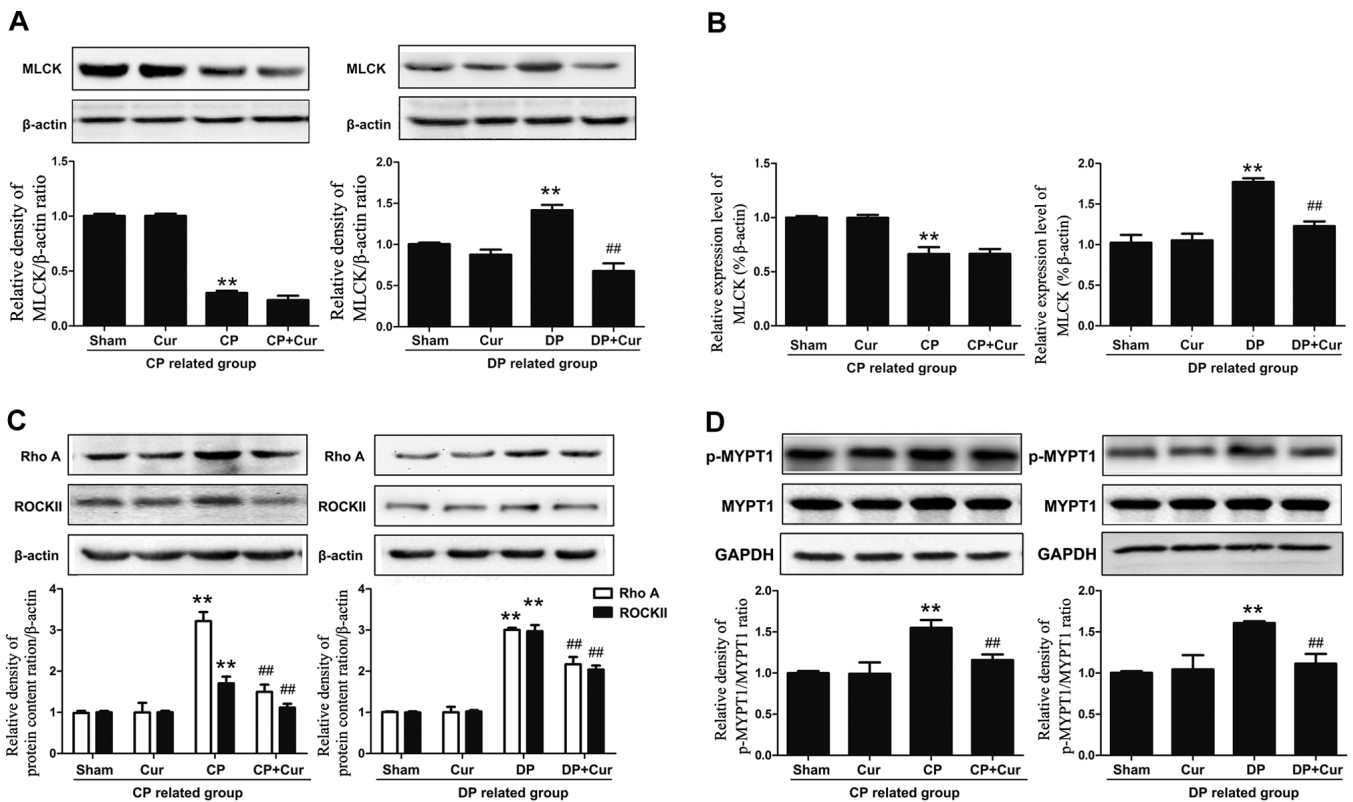 A
MLCK
β-actin
Relative density of
MLCK/β-actin ratio
1.5
1.0
0.5
0.0
**
Sham Cur CP CP+Cur
CP related group
MLCK
β-actin
Relative density of
MLCK/β-actin ratio
2.0
1.5
1.0
0.5
0.0
**
##
Sham Cur DP DP+Cur
DP related group
B
Relative expression level of
MLCK (% β-actin)
1.5
1.0
0.5
0.0
**
Sham Cur CP CP+Cur
CP related group
Relative expression level of
MLCK (% β-actin)
2.0
1.5
1.0
0.5
0.0
**
##
Sham Cur DP DP+Cur
DP related group
C
Rho A
ROCKII
β-actin
Relative density of
protein content ration/β-actin
4
3
2
1
0
**
**
##
##
Sham Cur CP CP+Cur
CP related group
Rho A
ROCKII
β-actin
Relative density of
protein content ration/β-actin
4
3
2
1
0
** **
## ##
Rho A
ROCKII
Sham Cur DP DP+Cur
DP related group
D
p-MYPT1
MYPT1
GAPDH
Relative density of
p-MYPT1/MYPT1 ratio
2.0
1.5
1.0
0.5
0.0
**
##
Sham Cur CP CP+Cur
CP related group
p-MYPT1
MYPT1
GAPDH
Relative density of
p-MYPT1/MYPT1 ratio
2.0
1.5
1.0
0.5
0.0
**
##
Sham Cur DP DP+Cur
DP related group